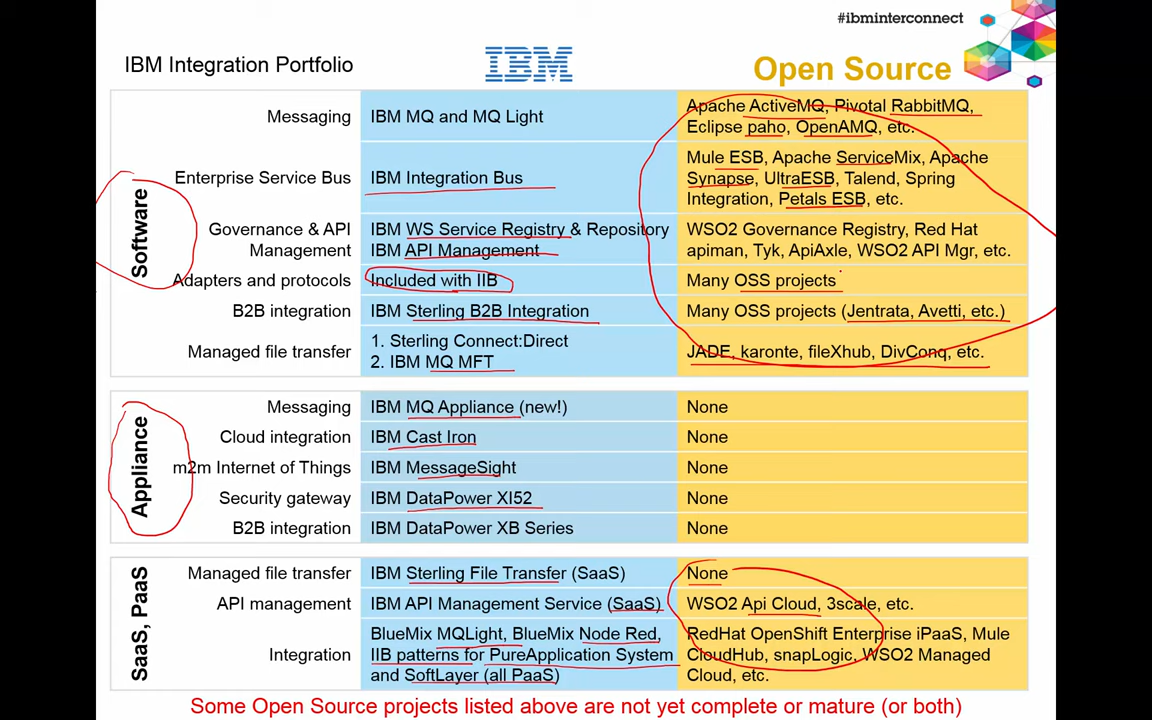 #ibminterconnect
IBM Integration Portfolio
IBM
Open Source
Software
Messaging
IBM MQ and MQ Light
Apache ActiveMQ, Pivotal RabbitMQ,
Eclipse paho, OpenAMQ, etc.
Enterprise Service Bus
IBM Integration Bus
Mule ESB, Apache ServiceMix, Apache
Synapse, UltraESB, Talend, Spring
Integration, Petals ESB, etc.
Governance & API
Management
IBM WS Service Registry & Repository
IBM API Management
WSO2 Governance Registry, Red Hat
apiman, Tyk, ApiAxle, WSO2 API Mgr, etc.
Adapters and protocols
Included with IIB
Many OSS projects
B2B integration
IBM Sterling B2B Integration
Many OSS projects (Jentrata, Avetti, etc.)
Managed file transfer
1. Sterling Connect:Direct
2. IBM MQ MFT
JADE, karonte, fileXhub, DivConq, etc.
Appliance
Messaging
IBM MQ Appliance (new!)
None
Cloud integration
IBM Cast Iron
None
m2m Internet of Things
IBM MessageSight
None
Security gateway
IBM DataPower XI52
None
B2B integration
IBM DataPower XB Series
None
SaaS, PaaS
Managed file transfer
IBM Sterling File Transfer (SaaS)
None
API management
IBM API Management Service (SaaS)
WSO2 Api Cloud, 3scale, etc.
Integration
BlueMix MQLight, BlueMix Node Red,
IIB patterns for PureApplication System
and SoftLayer (all PaaS)
RedHat OpenShift Enterprise iPaaS, Mule
CloudHub, snapLogic, WSO2 Managed
Cloud, etc.
Some Open Source projects listed above are not yet complete or mature (or both)